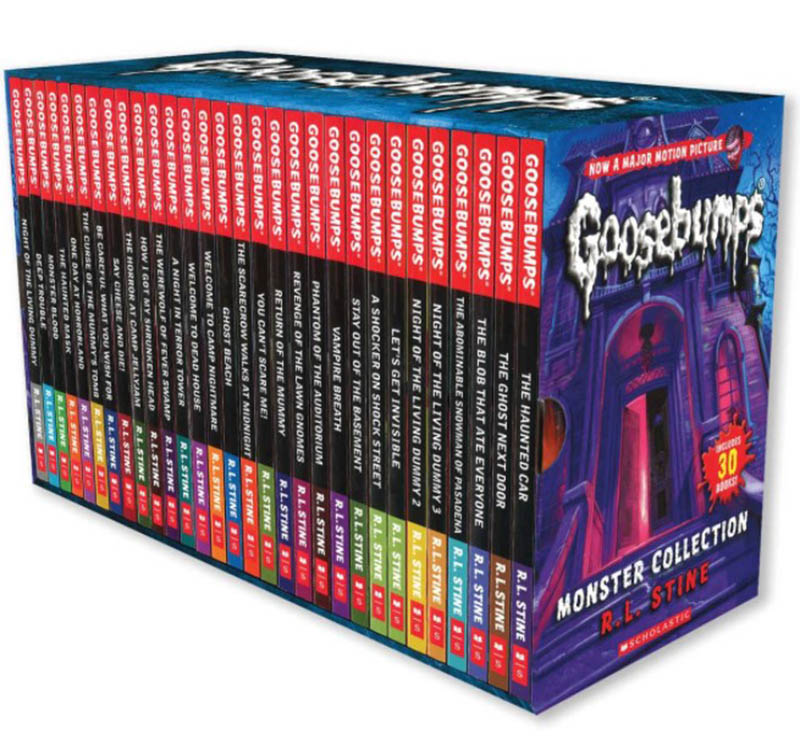 Goosebumps
GOOSEBUMPS® NIGHT OF THE LIVING DUMMY R.L. STINE
GOOSEBUMPS® DEEP TROUBLE R.L. STINE
GOOSEBUMPS® MONSTER BLOOD R.L. STINE
GOOSEBUMPS® THE HAUNTED MASK R.L. STINE
GOOSEBUMPS® ONE DAY AT HORRORLAND R.L. STINE
GOOSEBUMPS® THE CURSE OF THE MUMMY'S TOMB R.L. STINE
GOOSEBUMPS® BE CAREFUL WHAT YOU WISH FOR R.L. STINE
GOOSEBUMPS® SAY CHEESE AND DIE! R.L. STINE
GOOSEBUMPS® THE HORROR AT CAMP JELLYJAM R.L. STINE
GOOSEBUMPS® HOW I GOT MY SHRUNKEN HEAD R.L. STINE
GOOSEBUMPS® THE WEREWOLF OF FEVER SWAMP R.L. STINE
GOOSEBUMPS® A NIGHT IN TERROR TOWER R.L. STINE
GOOSEBUMPS® WELCOME TO DEAD HOUSE R.L. STINE
GOOSEBUMPS® WELCOME TO CAMP NIGHTMARE R.L. STINE
GOOSEBUMPS® GHOST BEACH R.L. STINE
GOOSEBUMPS® THE SCARECROW WALKS AT MIDNIGHT R.L. STINE
GOOSEBUMPS® YOU CAN'T SCARE ME! R.L. STINE
GOOSEBUMPS® RETURN OF THE MUMMY R.L. STINE
GOOSEBUMPS® REVENGE OF THE LAWN GNOMES R.L. STINE
GOOSEBUMPS® PHANTOM OF THE AUDITORIUM R.L. STINE
GOOSEBUMPS® VAMPIRE BREATH R.L. STINE
GOOSEBUMPS® STAY OUT OF THE BASEMENT R.L. STINE
GOOSEBUMPS® A SHOCKER ON SHOCK STREET R.L. STINE
GOOSEBUMPS® LET'S GET INVISIBLE R.L. STINE
GOOSEBUMPS® NIGHT OF THE LIVING DUMMY 2 R.L. STINE
GOOSEBUMPS® NIGHT OF THE LIVING DUMMY 3 R.L. STINE
GOOSEBUMPS® THE ABOMINABLE SNOWMAN OF PASADENA R.L. STINE
GOOSEBUMPS® THE BLOB THAT ATE EVERYONE R.L. STINE
GOOSEBUMPS® THE GHOST NEXT DOOR R.L. STINE
GOOSEBUMPS® THE HAUNTED CAR R.L. STINE
NOW A MAJOR MOTION PICTURE
Goosebumps®
INCLUDES
30
BOOKS!
MONSTER COLLECTION
R.L. STINE
SCHOLASTIC